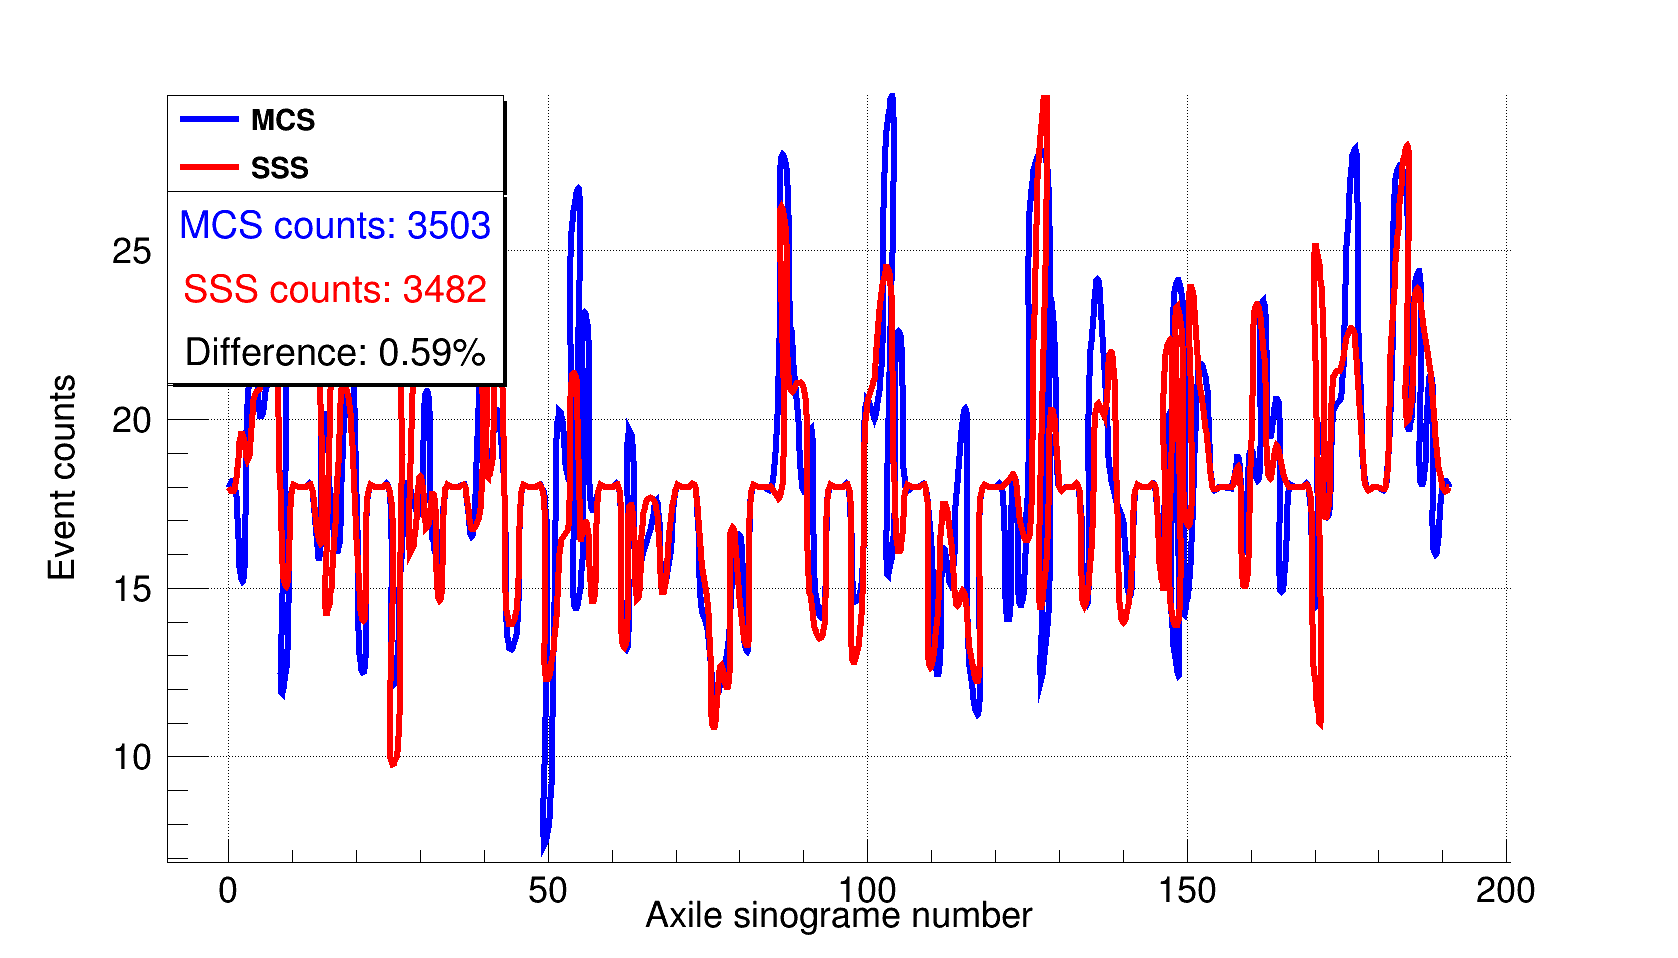 MCS
SSS
MCS counts: 3503
SSS counts: 3482
Difference: 0.59%
25
20
15
10
Event counts
0 50 100 150 200
Axile sinograme number